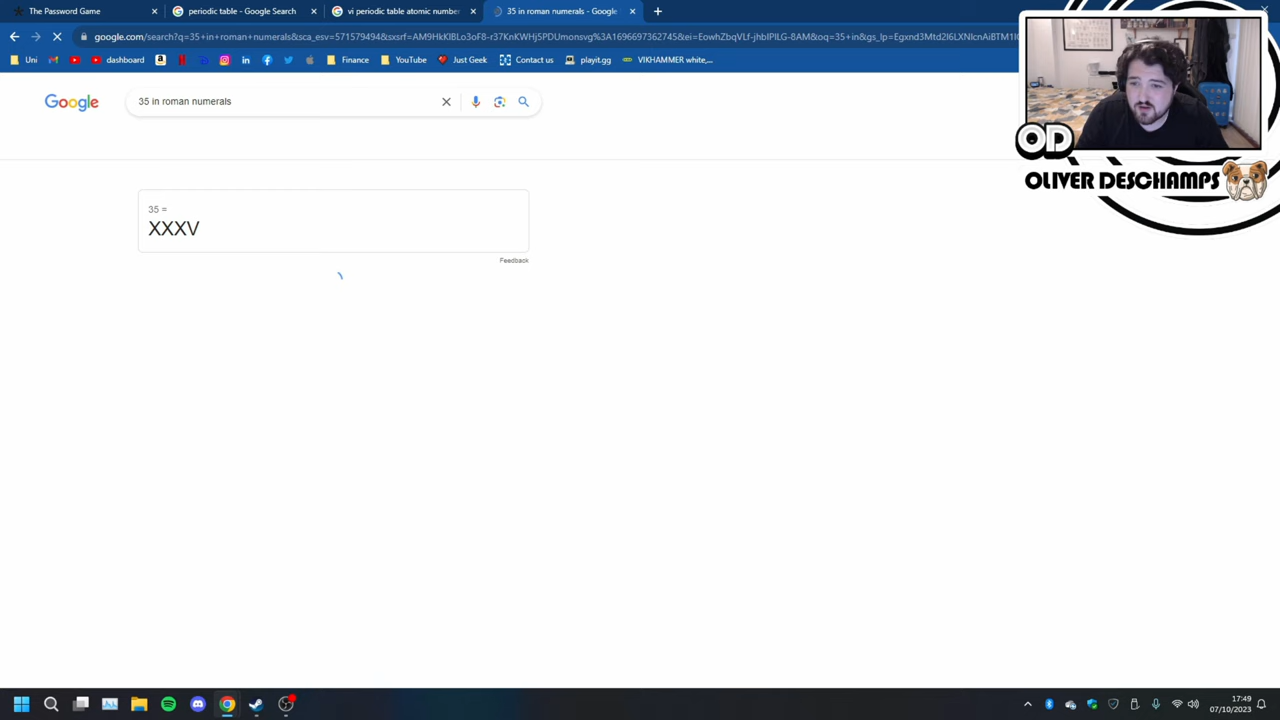 The Password Game
periodic table - Google Search
vi periodic table atomic number
35 in roman numerals - Google
Uni
dashboard
Finance
YouTube
Just Geek
Contact us
playit.gg
VIKHAMMER white,...
Google
35 in roman numerals
OD
OLIVER DESCHAMPS
35 =
XXXV
Feedback
17:49
07/10/2023